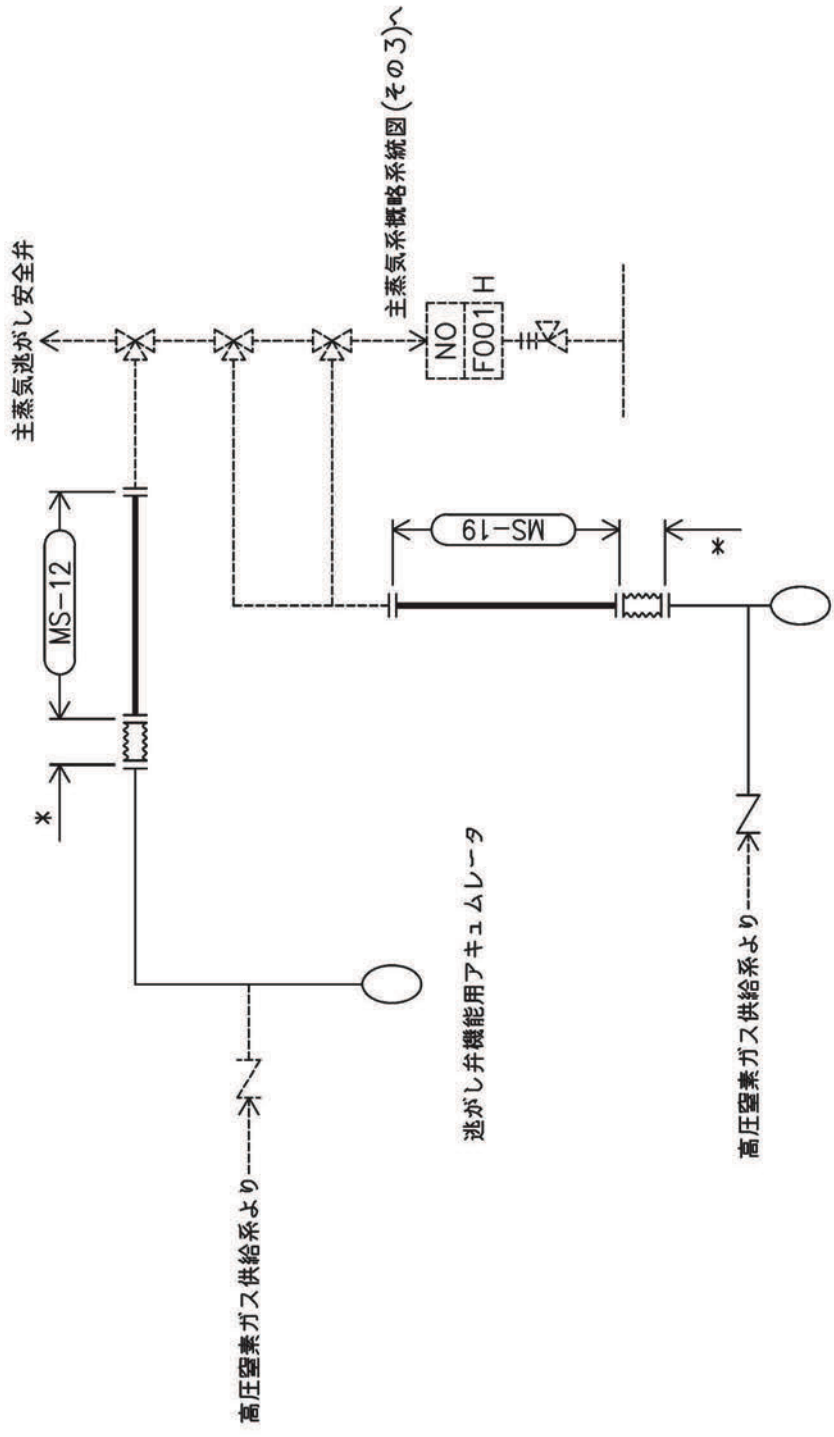 主蒸気逃がし安全弁
主蒸気系概略系統図(その3)へ
NO
F001
H
MS-12
*
MS-19
*
逃がし弁機能用アキュムレータ
高圧窒素ガス供給系より
高圧窒素ガス供給系より